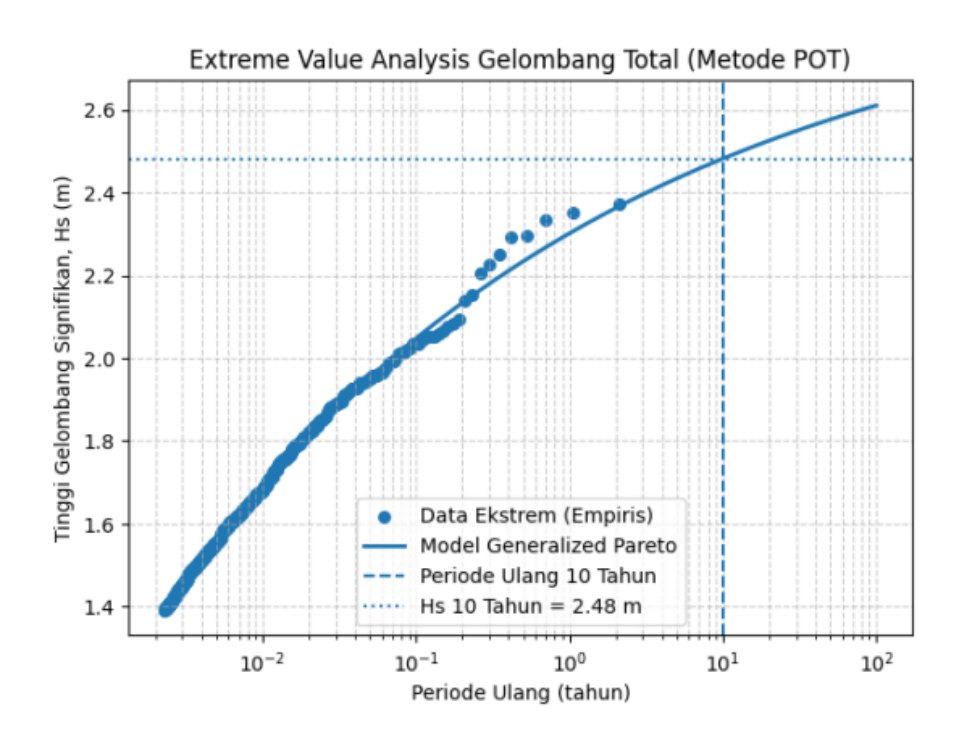 Extreme Value Analysis Gelombang Total (Metode POT)
Tinggi Gelombang Signifikan, Hs (m)
2.6
2.4
2.2
2.0
1.8
1.6
1.4
Data Ekstrem (Empiris)
Model Generalized Pareto
Periode Ulang 10 Tahun
Hs 10 Tahun = 2.48 m
10⁻² 10⁻¹ 10⁰ 10¹ 10²
Periode Ulang (tahun)